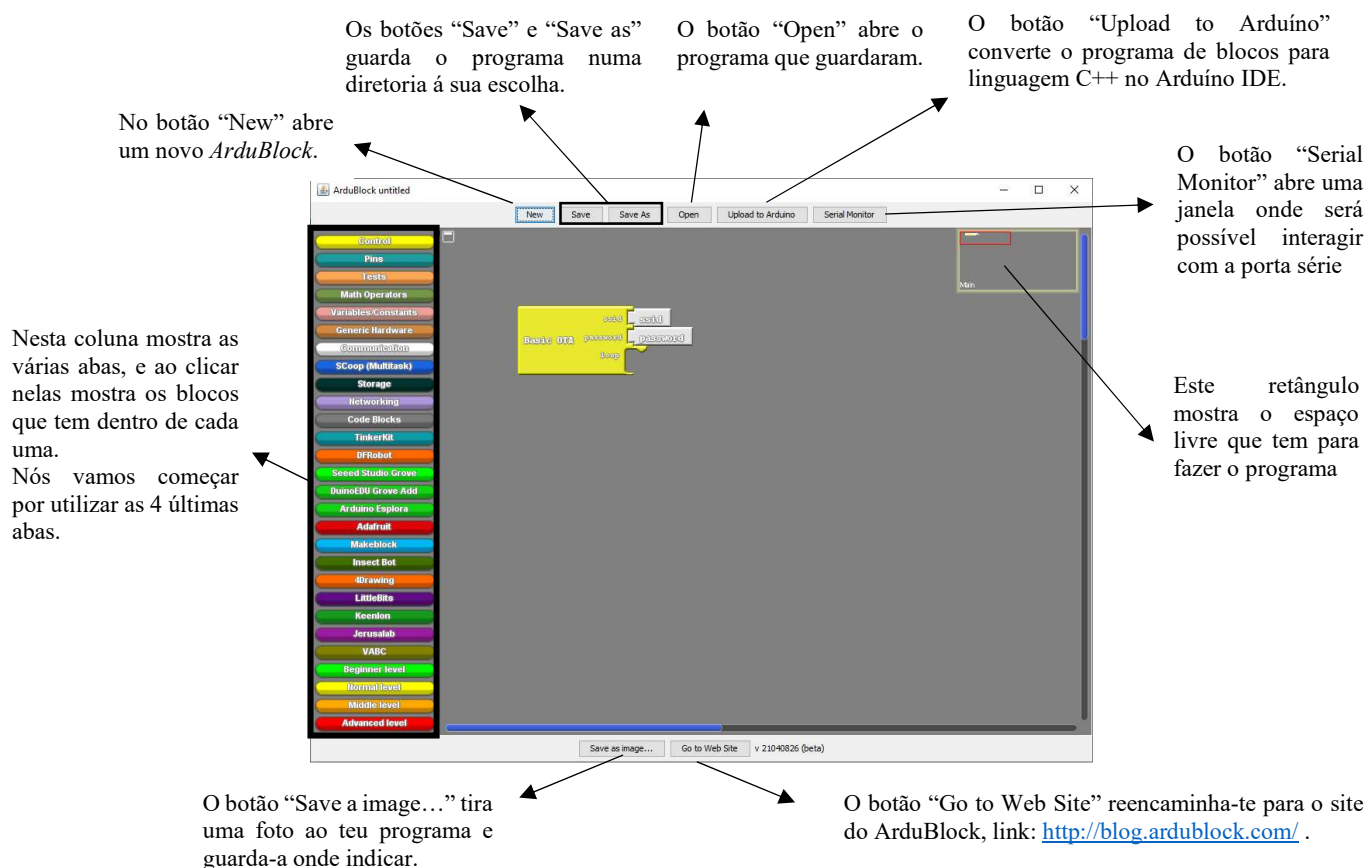 Os botões “Save” e “Save as”
guarda o programa numa
diretoria á sua escolha.
O botão “Open” abre o
programa que guardaram.
O botão “Upload to Arduíno”
converte o programa de blocos para
linguagem C++ no Arduíno IDE.
No botão “New” abre
um novo ArduBlock.
O botão “Serial
Monitor” abre uma
janela onde será
possível interagir
com a porta série
ArduBlock untitled
New
Save
Save As
Open
Upload to Arduino
Serial Monitor
Nesta coluna mostra as
várias abas, e ao clicar
nelas mostra os blocos
que tem dentro de cada
uma.
Nós vamos começar
por utilizar as 4 últimas
abas.
Control
Pins
Tests
Math Operators
Variables/Constants
Generic Hardware
Communication
SCoop (Multitask)
Storage
Networking
Code Blocks
TinkerKit
DFRobot
Seeed Studio Grove
DuinoEDU Grove Add
Arduino Esplora
Adafruit
Makeblock
Insect Bot
4Drawing
LittleBits
Keenlon
Jerusalab
VABC
Beginner level
Normal level
Middle level
Advanced level
Basic OTA
ssid
ssid
password
password
loop
Main
Este retângulo
mostra o espaço
livre que tem para
fazer o programa
Save as image...
Go to Web Site
v 21040826 (beta)
O botão “Save a image…” tira
uma foto ao teu programa e
guarda-a onde indicar.
O botão “Go to Web Site” reencaminha-te para o site
do ArduBlock, link: http://blog.ardublock.com/ .